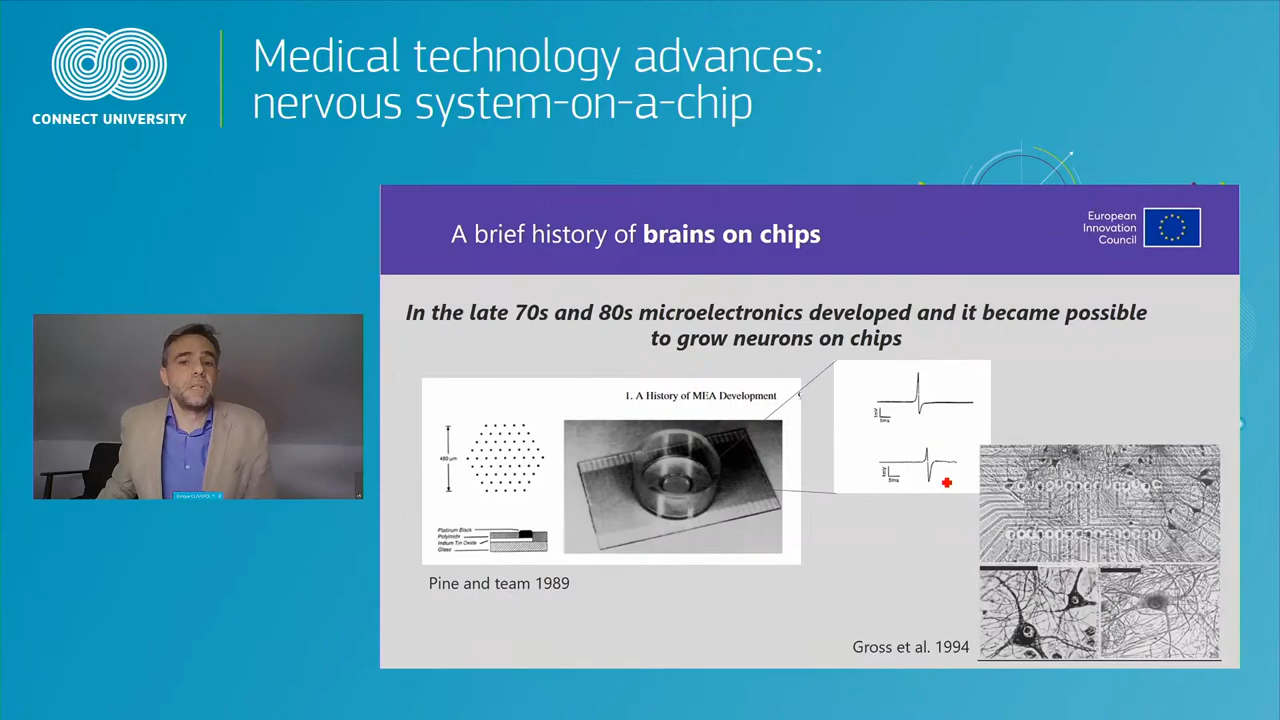 CONNECT UNIVERSITY
Medical technology advances:
nervous system-on-a-chip
A brief history of brains on chips
European
Innovation
Council
In the late 70s and 80s microelectronics developed and it became possible
to grow neurons on chips
1. A History of MEA Development
480 µm
Platinum Black
Polyimide
Indium Tin Oxide
Glass
5ms
5ms
Pine and team 1989
Gross et al. 1994